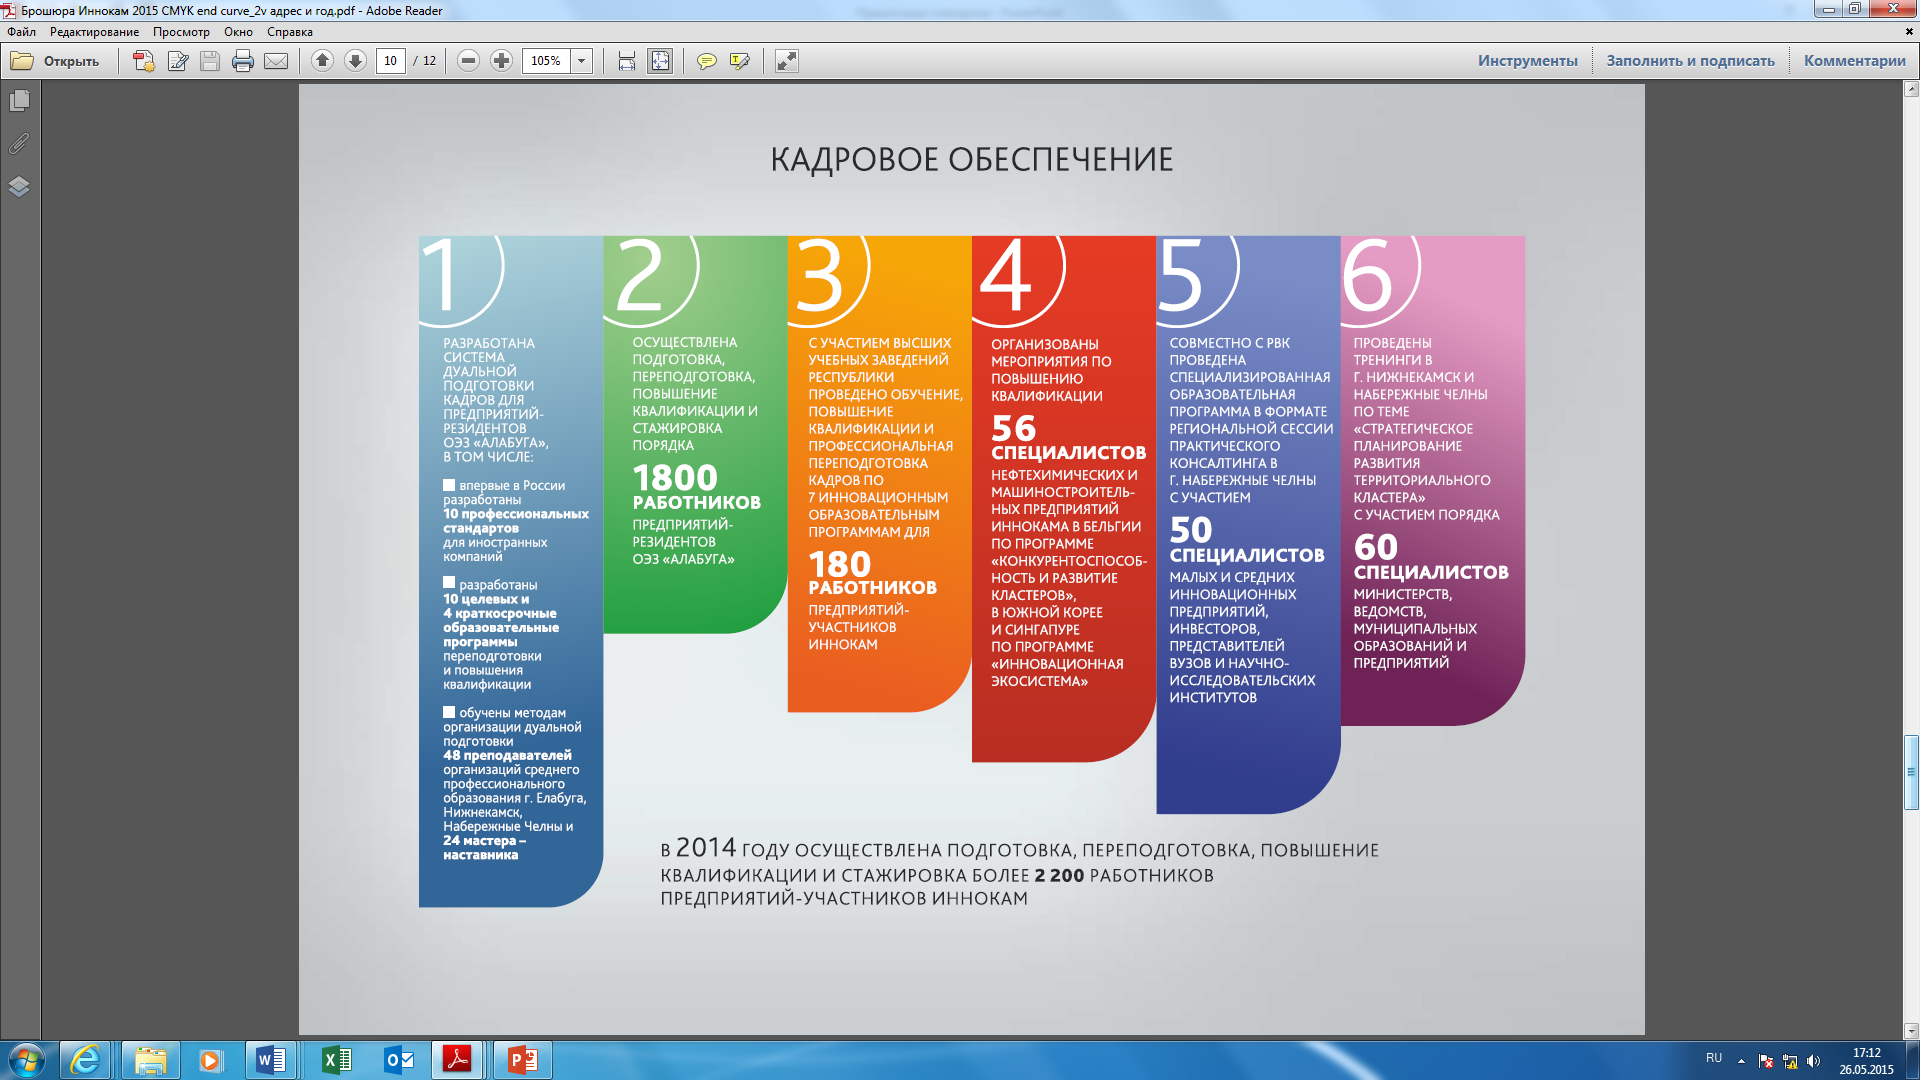 Брошюра Иннокам 2015 CMYK end curve_2v адрес и год.pdf - Adobe Reader
Файл Редактирование Просмотр Окно Справка
Открыть 10 / 12 105% Инструменты Заполнить и подписать Комментарии
КАДРОВОЕ ОБЕСПЕЧЕНИЕ
1
РАЗРАБОТАНА
СИСТЕМА
ДУАЛЬНОЙ
ПОДГОТОВКИ
КАДРОВ ДЛЯ
ПРЕДПРИЯТИЙ-
РЕЗИДЕНТОВ
ОЭЗ «АЛАБУГА»,
В ТОМ ЧИСЛЕ:
впервые в России
разработаны
10 профессиональных
стандартов
для иностранных
компаний
разработаны
10 целевых и
4 краткосрочные
образовательные
программы
переподготовки
и повышения
квалификации
обучены методам
организации дуальной
подготовки
48 преподавателей
организаций среднего
профессионального
образования г. Елабуга,
Нижнекамск,
Набережные Челны и
24 мастера –
наставника
2
ОСУЩЕСТВЛЕНА
ПОДГОТОВКА,
ПЕРЕПОДГОТОВКА,
ПОВЫШЕНИЕ
КВАЛИФИКАЦИИ И
СТАЖИРОВКА
ПОРЯДКА
1800
РАБОТНИКОВ
ПРЕДПРИЯТИЙ-
РЕЗИДЕНТОВ
ОЭЗ «АЛАБУГА»
3
С УЧАСТИЕМ ВЫСШИХ
УЧЕБНЫХ ЗАВЕДЕНИЙ
РЕСПУБЛИКИ
ПРОВЕДЕНО ОБУЧЕНИЕ,
ПОВЫШЕНИЕ
КВАЛИФИКАЦИИ И
ПРОФЕССИОНАЛЬНАЯ
ПЕРЕПОДГОТОВКА
КАДРОВ ПО
7 ИННОВАЦИОННЫМ
ОБРАЗОВАТЕЛЬНЫМ
ПРОГРАММАМ ДЛЯ
180
РАБОТНИКОВ
ПРЕДПРИЯТИЙ-
УЧАСТНИКОВ
ИННОКАМ
4
ОРГАНИЗОВАНЫ
МЕРОПРИЯТИЯ ПО
ПОВЫШЕНИЮ
КВАЛИФИКАЦИИ
56
СПЕЦИАЛИСТОВ
НЕФТЕХИМИЧЕСКИХ И
МАШИНОСТРОИТЕЛЬ-
НЫХ ПРЕДПРИЯТИЙ
ИННОКАМА В БЕЛЬГИИ
ПО ПРОГРАММЕ
«КОНКУРЕНТОСПОСОБ-
НОСТЬ И РАЗВИТИЕ
КЛАСТЕРОВ»,
В ЮЖНОЙ КОРЕЕ
И СИНГАПУРЕ
ПО ПРОГРАММЕ
«ИННОВАЦИОННАЯ
ЭКОСИСТЕМА»
5
СОВМЕСТНО С РВК
ПРОВЕДЕНА
СПЕЦИАЛИЗИРОВАННАЯ
ОБРАЗОВАТЕЛЬНАЯ
ПРОГРАММА В ФОРМАТЕ
РЕГИОНАЛЬНОЙ СЕССИИ
ПРАКТИЧЕСКОГО
КОНСАЛТИНГА В
Г. НАБЕРЕЖНЫЕ ЧЕЛНЫ
С УЧАСТИЕМ
50
СПЕЦИАЛИСТОВ
МАЛЫХ И СРЕДНИХ
ИННОВАЦИОННЫХ
ПРЕДПРИЯТИЙ,
ИНВЕСТОРОВ,
ПРЕДСТАВИТЕЛЕЙ
ВУЗОВ И НАУЧНО-
ИССЛЕДОВАТЕЛЬСКИХ
ИНСТИТУТОВ
6
ПРОВЕДЕНЫ
ТРЕНИНГИ В
Г. НИЖНЕКАМСК И
НАБЕРЕЖНЫЕ ЧЕЛНЫ
ПО ТЕМЕ
«СТРАТЕГИЧЕСКОЕ
ПЛАНИРОВАНИЕ
РАЗВИТИЯ
ТЕРРИТОРИАЛЬНОГО
КЛАСТЕРА»
С УЧАСТИЕМ ПОРЯДКА
60
СПЕЦИАЛИСТОВ
МИНИСТЕРСТВ,
ВЕДОМСТВ,
МУНИЦИПАЛЬНЫХ
ОБРАЗОВАНИЙ И
ПРЕДПРИЯТИЙ
В 2014 ГОДУ ОСУЩЕСТВЛЕНА ПОДГОТОВКА, ПЕРЕПОДГОТОВКА, ПОВЫШЕНИЕ
КВАЛИФИКАЦИИ И СТАЖИРОВКА БОЛЕЕ 2 200 РАБОТНИКОВ
ПРЕДПРИЯТИЙ-УЧАСТНИКОВ ИННОКАМ
RU 17:12
26.05.2015